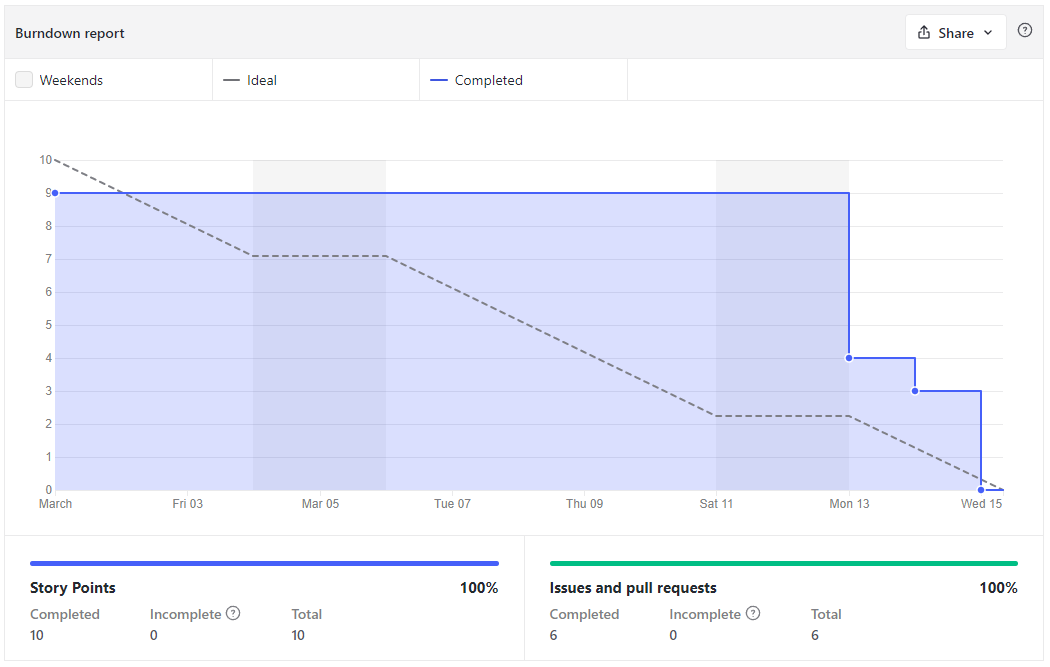 Burndown report
Share
Weekends
Ideal
Completed
10
9
8
7
6
5
4
3
2
1
0
March Fri 03 Mar 05 Tue 07 Thu 09 Sat 11 Mon 13 Wed 15
Story Points 100%
Completed Incomplete ? Total
10 0 10
Issues and pull requests 100%
Completed Incomplete ? Total
6 0 6